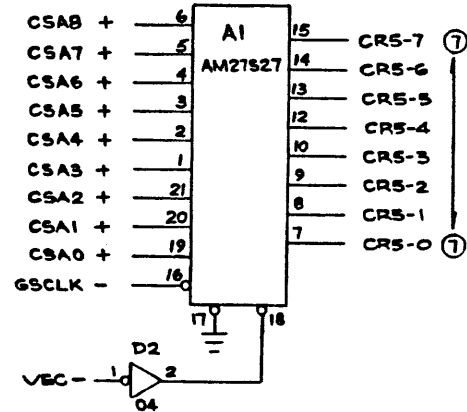 CSA8 + 6 A1 15 CR5-7 7
CSA7 + 5 AM27S27 14 CR5-6
CSA6 + 4 13 CR5-5
CSA5 + 3 12 CR5-4
CSA4 + 2 10 CR5-3
CSA3 + 1 9 CR5-2
CSA2 + 21 8 CR5-1
CSA1 + 20 7 CR5-0 7
CSA0 + 19
GSCLK - 16
17 18
D2
VEC- 1 2
04